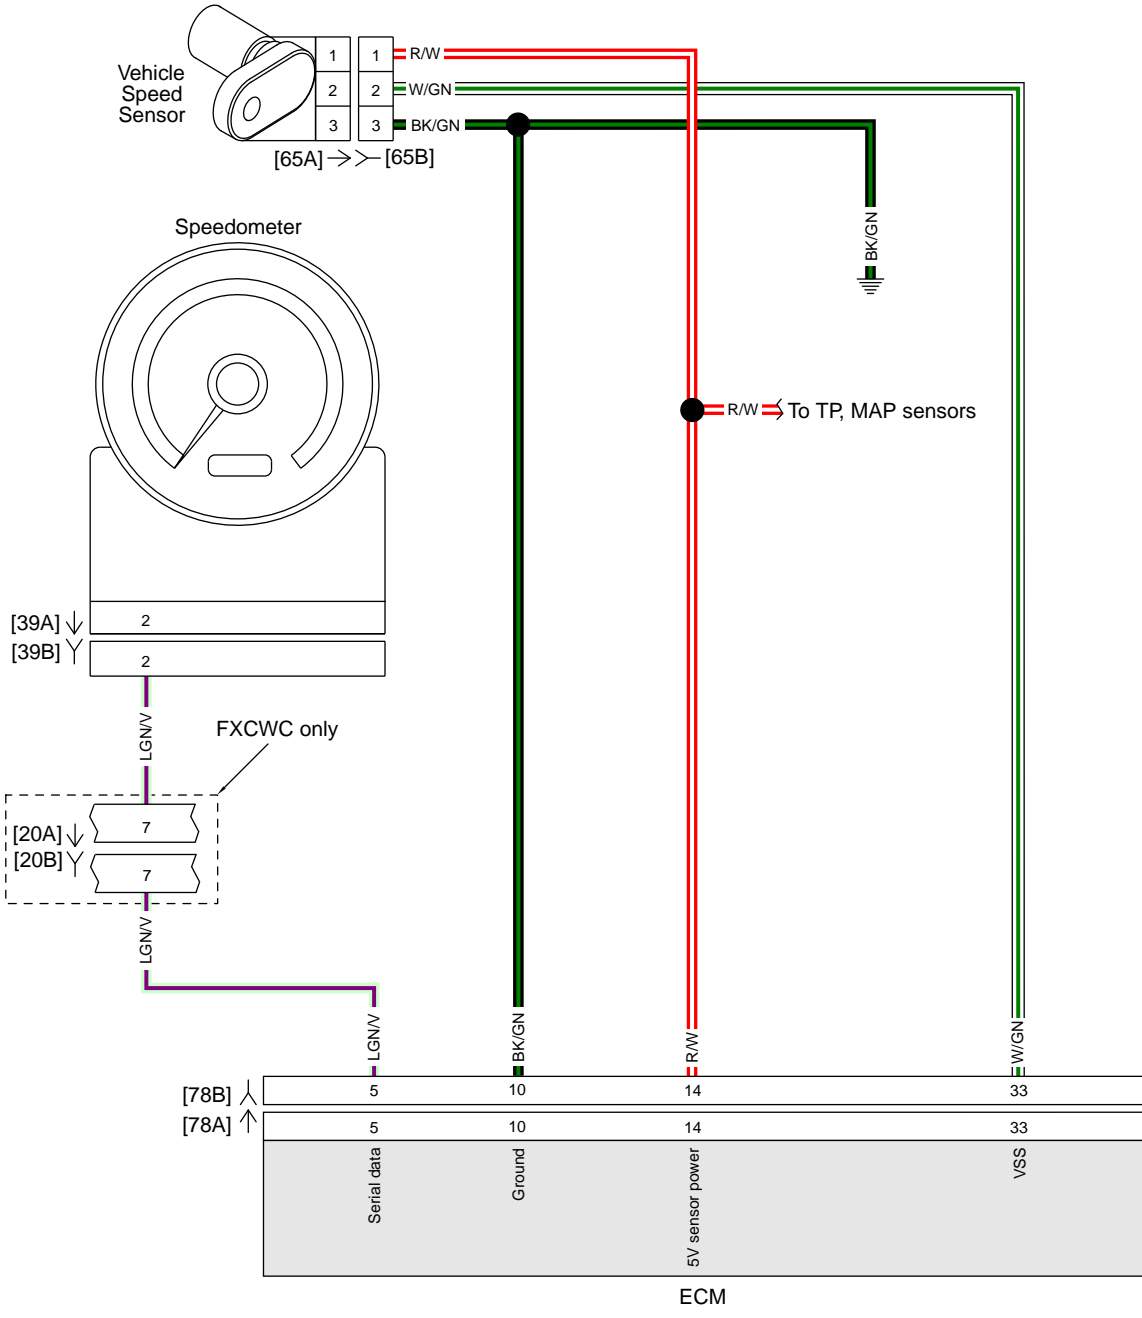 1 1 R/W
Vehicle
Speed
Sensor
2 2 W/GN
3 3 BK/GN
[65A] [65B]
BK/GN
Speedometer
R/W To TP, MAP sensors
[39A] 2
[39B] 2
LGN/V
FXCWC only
[20A] 7
[20B] 7
LGN/V
LGN/V BK/GN R/W W/GN
[78B] 5 10 14 33
[78A] 5 10 14 33
Serial data
Ground
5V sensor power
VSS
ECM